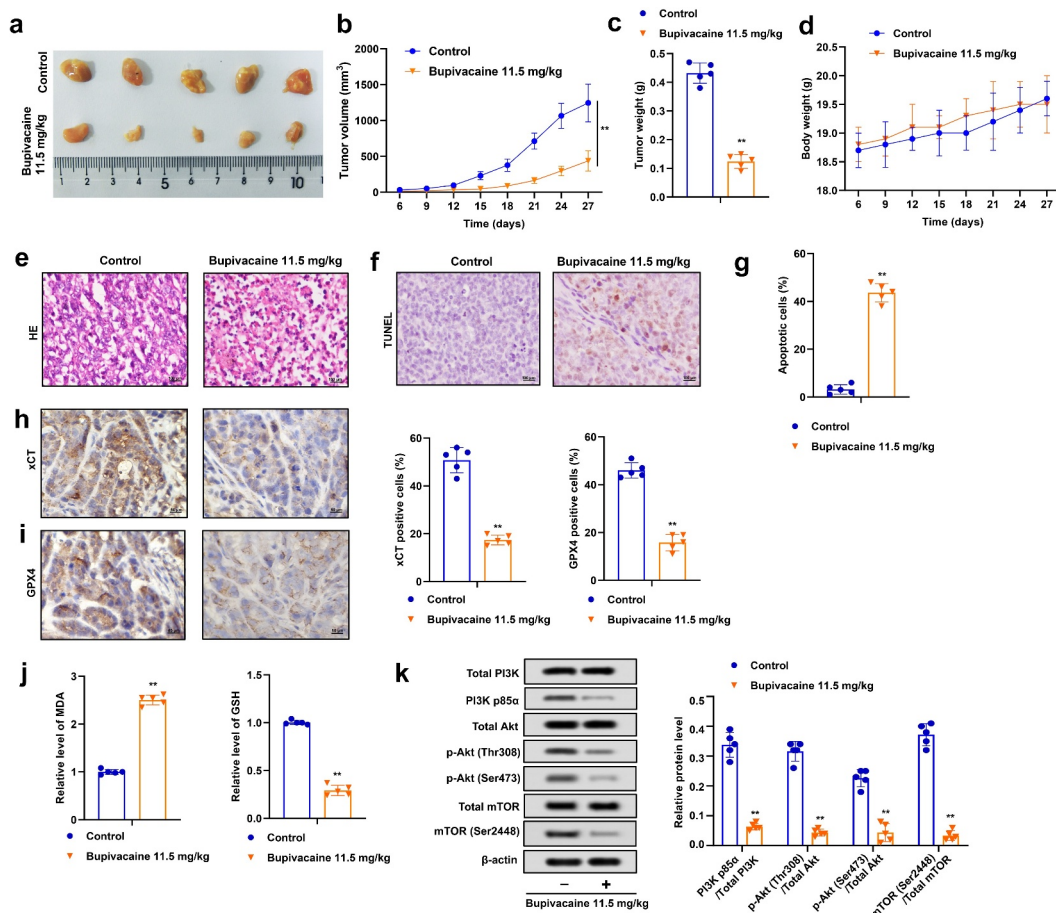 a
Control
Bupivacaine
11.5 mg/kg
1 2 3 4 5 6 7 8 9 10
b
Control
Bupivacaine 11.5 mg/kg
Tumor volume (mm³)
2000
1500
1000
500
0
6 9 12 15 18 21 24 27
Time (days)
**
c
Control
Bupivacaine 11.5 mg/kg
Tumor weight (g)
0.6
0.4
0.2
0.0
**
d
Control
Bupivacaine 11.5 mg/kg
Body weight (g)
20.5
20.0
19.5
19.0
18.5
18.0
6 9 12 15 18 21 24 27
Time (days)
e
Control
Bupivacaine 11.5 mg/kg
HE
f
Control
Bupivacaine 11.5 mg/kg
TUNEL
g
Apoptotic cells (%)
60
40
20
0
**
Control
Bupivacaine 11.5 mg/kg
h
xCT
xCT positive cells (%)
60
40
20
0
**
Control
Bupivacaine 11.5 mg/kg
i
GPX4
GPX4 positive cells (%)
60
40
20
0
**
Control
Bupivacaine 11.5 mg/kg
j
Relative level of MDA
3
2
1
0
**
Control
Bupivacaine 11.5 mg/kg
Relative level of GSH
1.5
1.0
0.5
0.0
**
Control
Bupivacaine 11.5 mg/kg
k
Total PI3K
PI3K p85α
Total Akt
p-Akt (Thr308)
p-Akt (Ser473)
Total mTOR
mTOR (Ser2448)
β-actin
– +
Bupivacaine 11.5 mg/kg
Control
Bupivacaine 11.5 mg/kg
Relative protein level
0.5
0.4
0.3
0.2
0.1
0.0
** ** ** **
PI3K p85α
/Total PI3K
p-Akt (Thr308)
/Total Akt
p-Akt (Ser473)
/Total Akt
mTOR (Ser2448)
/Total mTOR